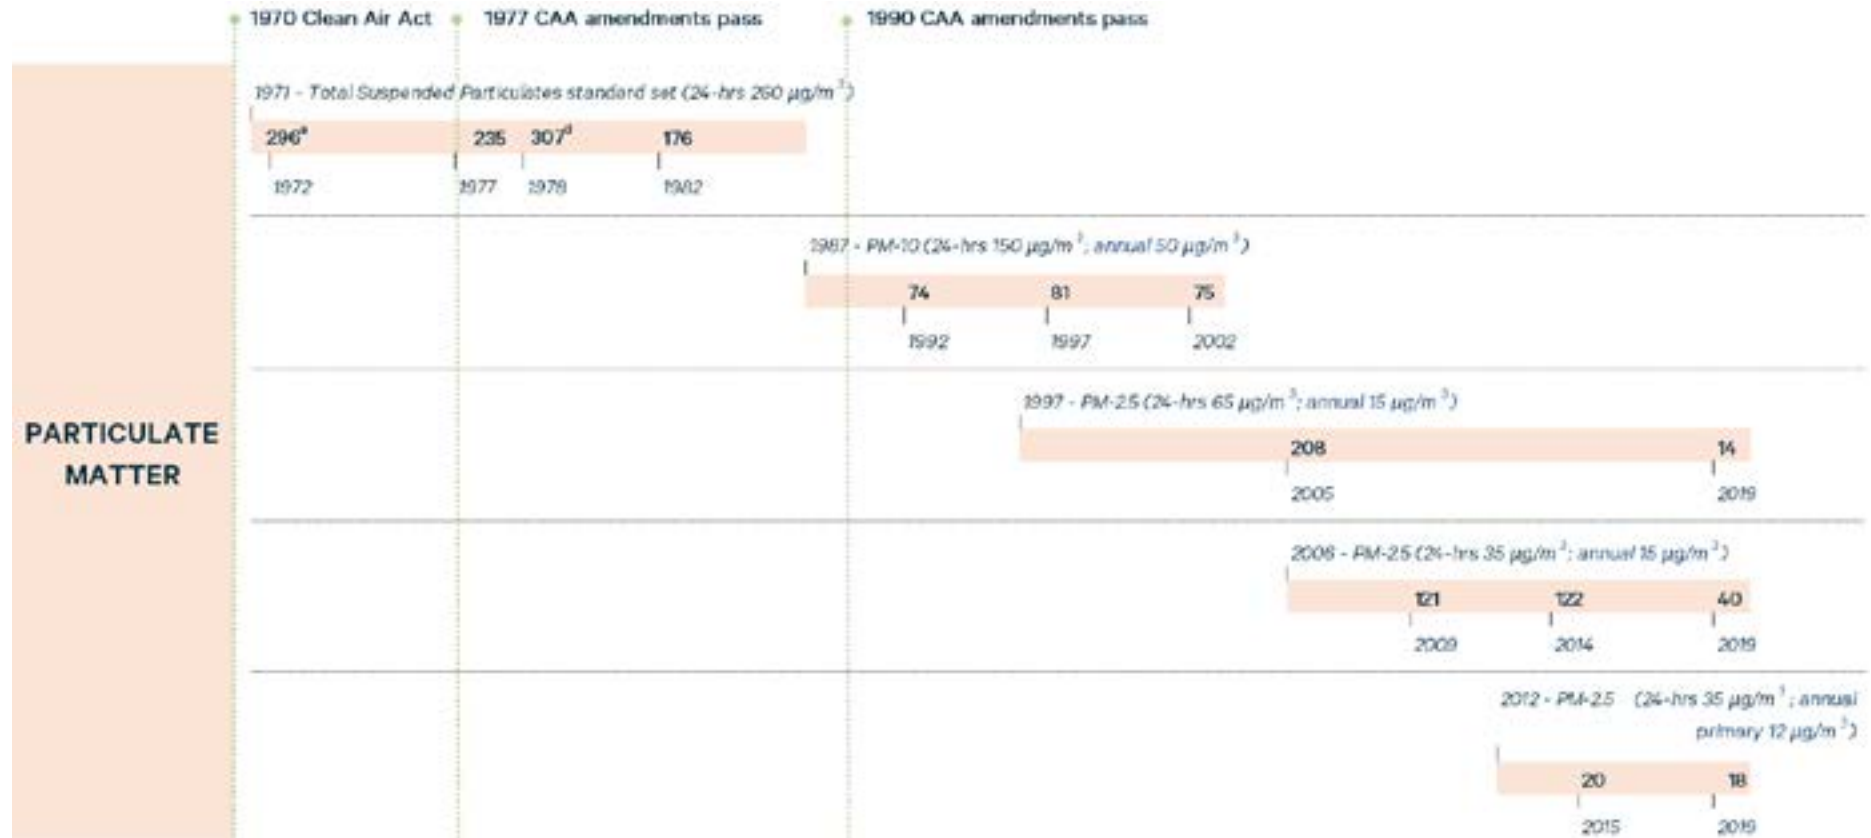 1970 Clean Air Act
1977 CAA amendments pass
1990 CAA amendments pass
PARTICULATE
MATTER
1971 - Total Suspended Particulates standard set (24-hrs 260 µg/m³)
296ᵃ 235 307ᵈ 176
1972 1977 1978 1982
1987 - PM-10 (24-hrs 150 µg/m³; annual 50 µg/m³)
74 81 75
1992 1997 2002
1997 - PM-2.5 (24-hrs 65 µg/m³; annual 15 µg/m³)
208 14
2005 2019
2006 - PM-2.5 (24-hrs 35 µg/m³; annual 15 µg/m³)
121 122 40
2009 2014 2019
2012 - PM-2.5 (24-hrs 35 µg/m³; annual
primary 12 µg/m³)
20 18
2015 2019